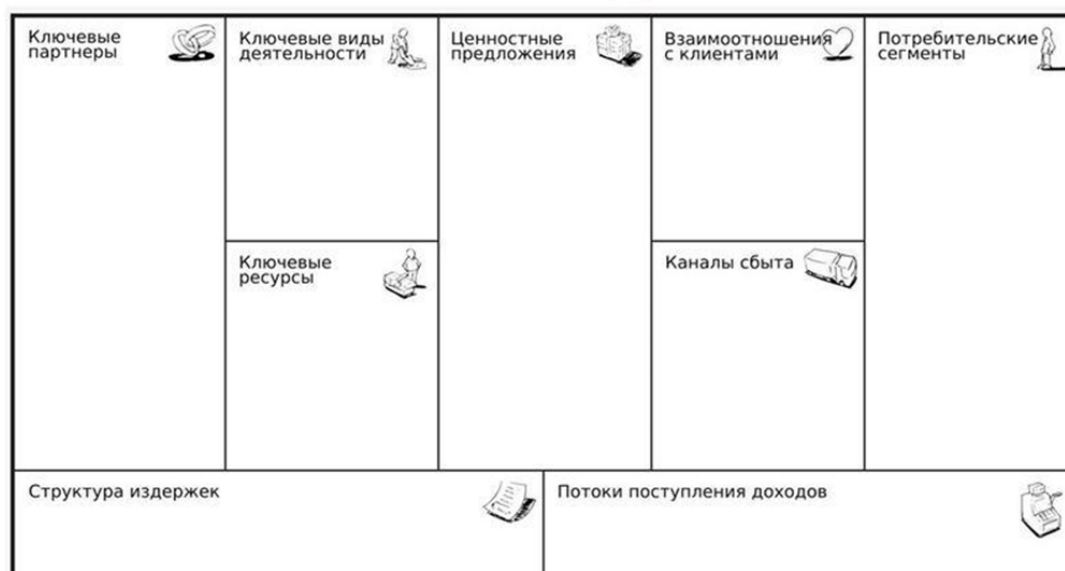 Ключевые
партнеры
Ключевые виды
деятельности
Ключевые
ресурсы
Ценностные
предложения
Взаимоотношения
с клиентами
Каналы сбыта
Потребительские
сегменты
Структура издержек
Потоки поступления доходов